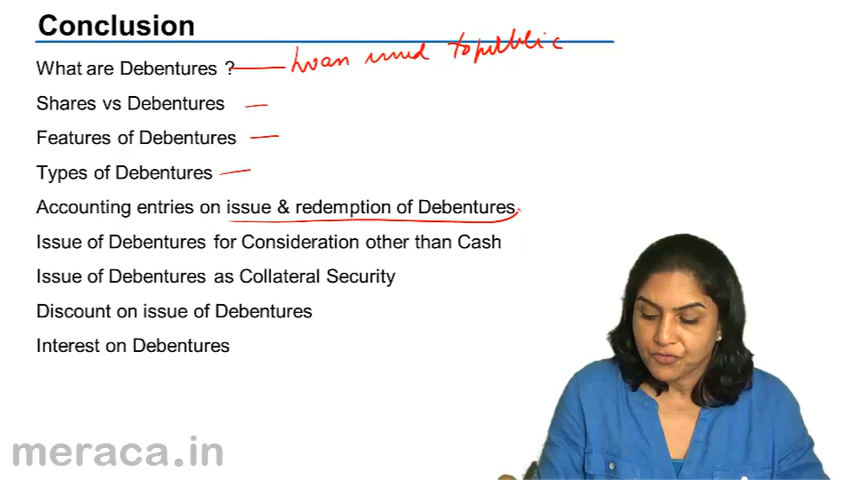 Conclusion
What are Debentures ? Loan issued to public
Shares vs Debentures
Features of Debentures
Types of Debentures
Accounting entries on issue & redemption of Debentures
Issue of Debentures for Consideration other than Cash
Issue of Debentures as Collateral Security
Discount on issue of Debentures
Interest on Debentures
meraca.in